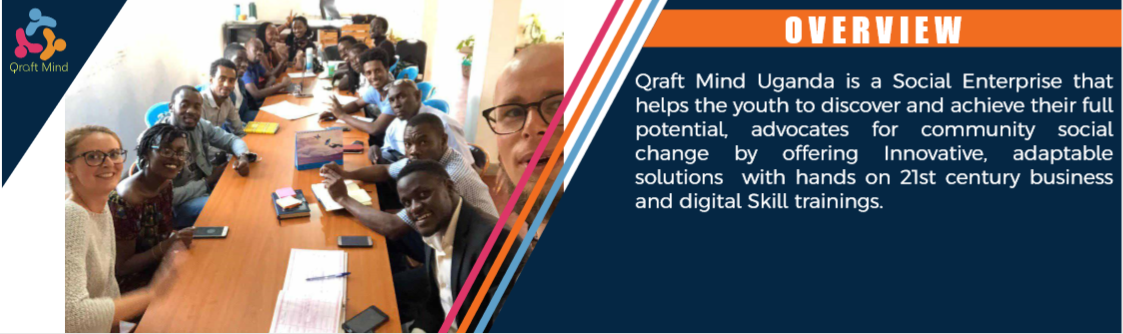 Qraft Mind
OVERVIEW
Qraft Mind Uganda is a Social Enterprise that
helps the youth to discover and achieve their full
potential, advocates for community social
change by offering Innovative, adaptable
solutions with hands on 21st century business
and digital Skill trainings.